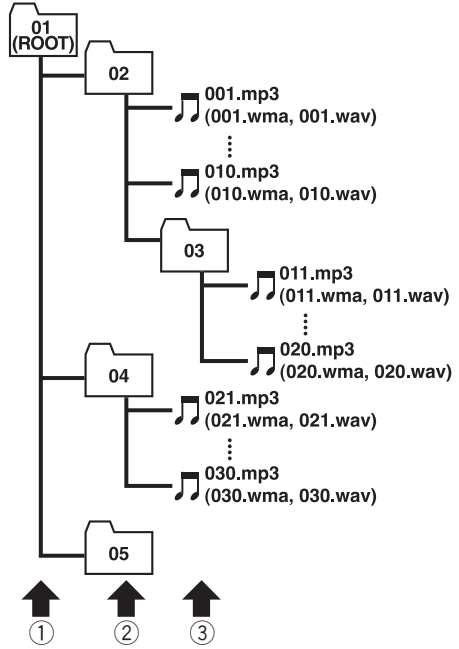 01
(ROOT)
02
001.mp3
(001.wma, 001.wav)
010.mp3
(010.wma, 010.wav)
03
011.mp3
(011.wma, 011.wav)
020.mp3
(020.wma, 020.wav)
04
021.mp3
(021.wma, 021.wav)
030.mp3
(030.wma, 030.wav)
05
① ② ③